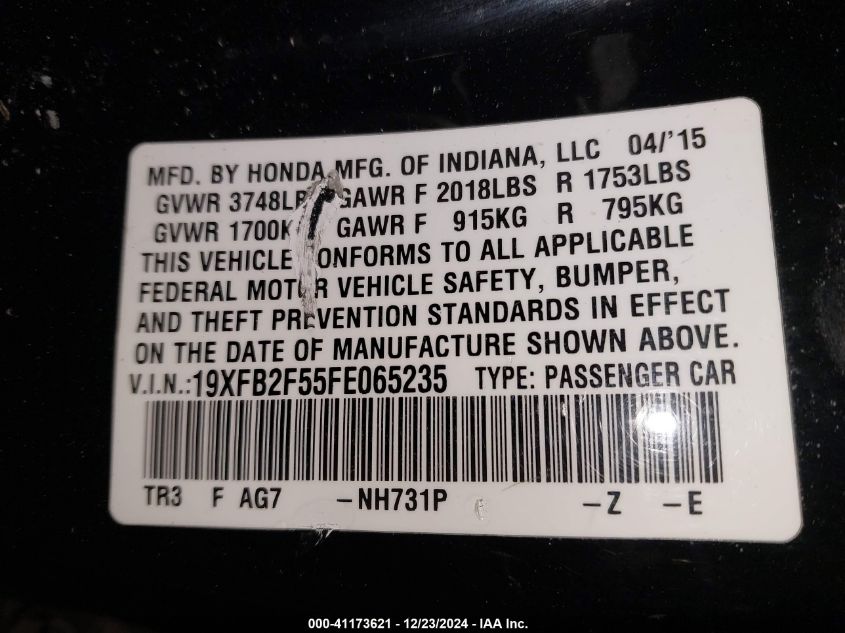 MFD. BY HONDA MFG. OF INDIANA, LLC 04/'15
GVWR 3748LB GAWR F 2018LBS R 1753LBS
GVWR 1700K GAWR F 915KG R 795KG
THIS VEHICLE CONFORMS TO ALL APPLICABLE
FEDERAL MOTOR VEHICLE SAFETY, BUMPER,
AND THEFT PREVENTION STANDARDS IN EFFECT
ON THE DATE OF MANUFACTURE SHOWN ABOVE.
V.I.N.:19XFB2F55FE065235 TYPE: PASSENGER CAR
TR3 F AG7 –NH731P –Z –E
000-41173621 – 12/23/2024 – IAA Inc.